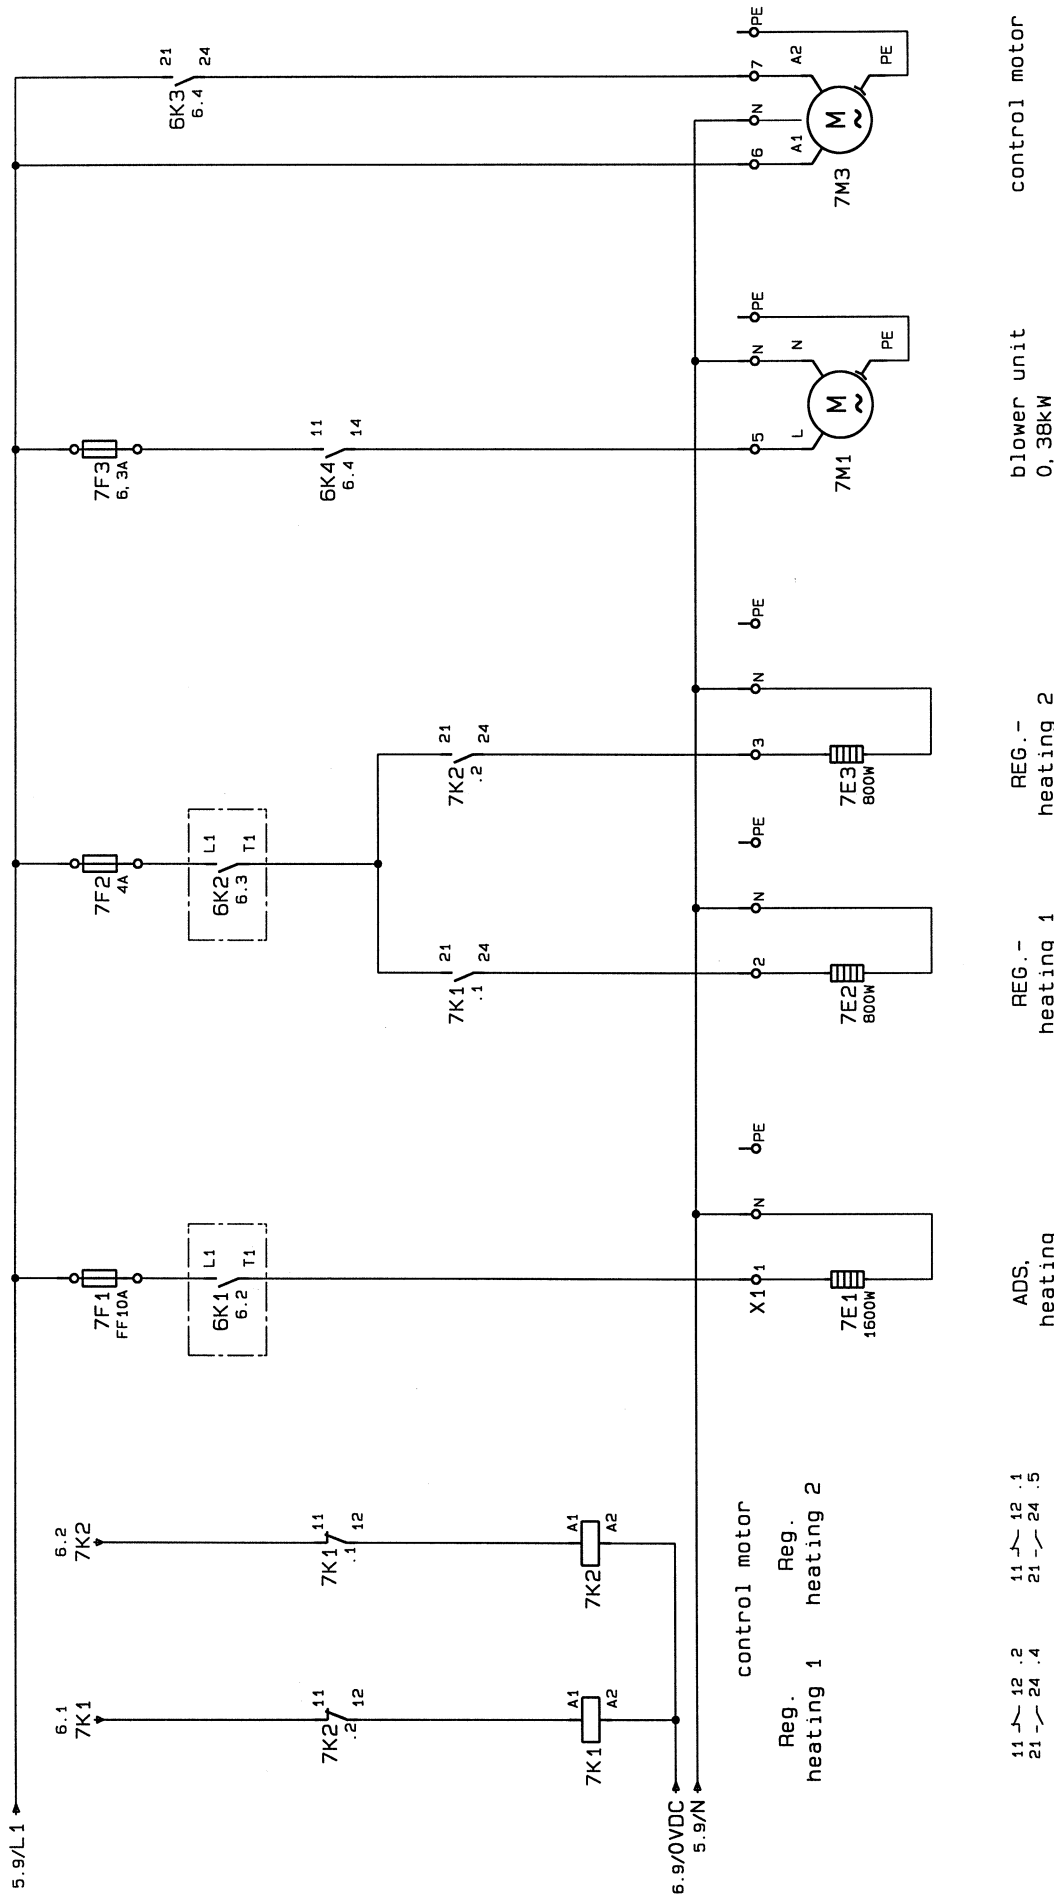 5.9/L1
6.1
7K1
11
7K2
.2
12
A1
7K1
A2
6.2
7K2
11
7K1
.1
12
A1
7K2
A2
6.9/0VDC
5.9/N
control motor
Reg.
heating 1
Reg.
heating 2
11 12 .2
21 24 .4
11 12 .1
21 24 .5
7F1
FF10A
L1
6K1
6.2
T1
X1
1
N
PE
7E1
1600W
ADS,
heating
7F2
4A
L1
6K2
6.3
T1
21
7K1
.1
24
2
N
PE
7E2
800W
REG.-
heating 1
21
7K2
.2
24
3
N
PE
7E3
800W
REG.-
heating 2
7F3
6,3A
11
6K4
6.4
14
5
N
PE
L
N
M
~
PE
7M1
blower unit
0,38kW
21
6K3
6.4
24
6
N
7
PE
A1
A2
M
~
PE
7M3
control motor